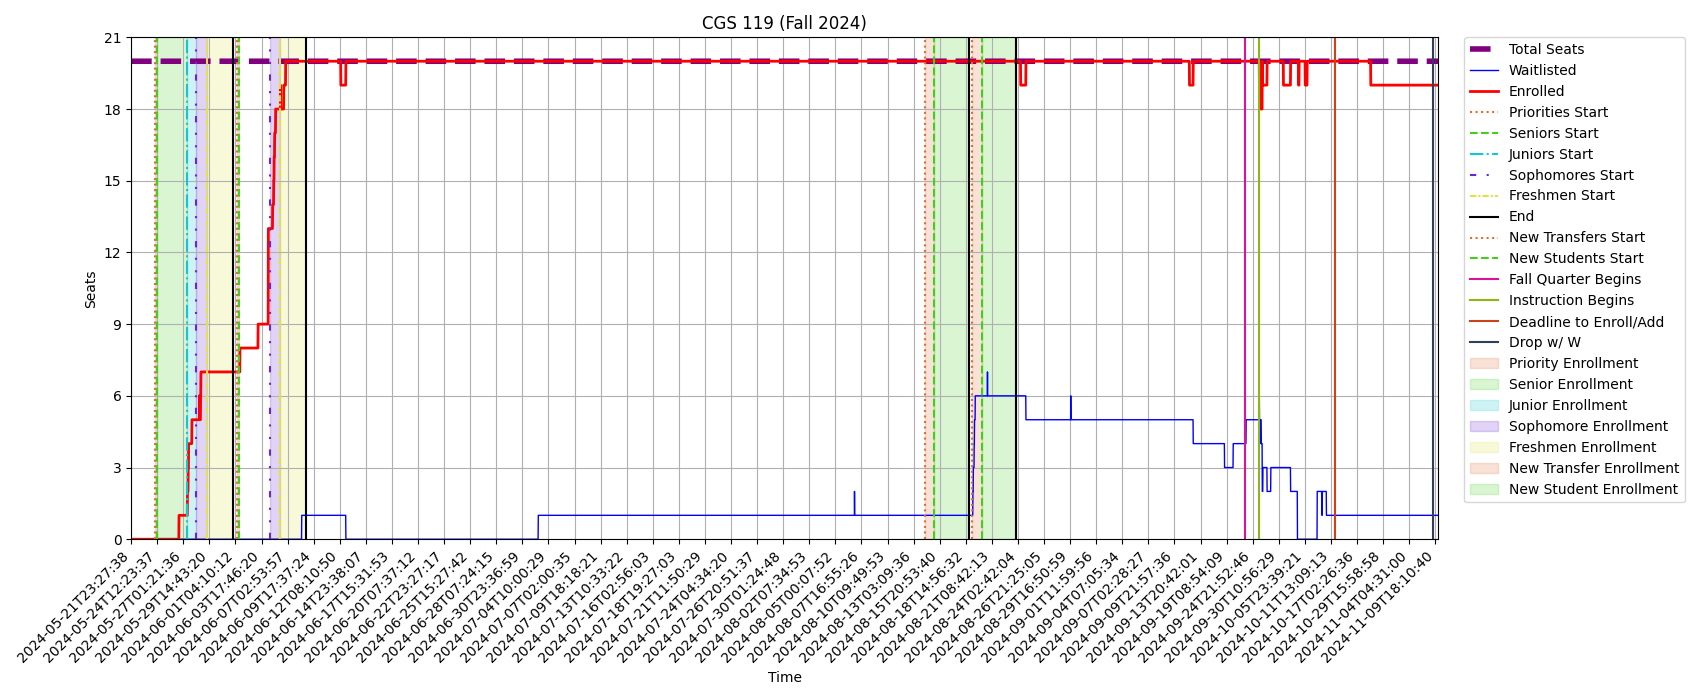 CGS 119 (Fall 2024)
Seats
21
18
15
12
9
6
3
0
2024-05-21T23:27:38
2024-05-24T12:23:37
2024-05-27T01:21:36
2024-05-29T14:43:20
2024-06-01T04:10:12
2024-06-03T17:46:20
2024-06-07T02:53:57
2024-06-09T17:37:24
2024-06-12T08:10:50
2024-06-14T23:38:07
2024-06-17T15:31:53
2024-06-20T07:37:12
2024-06-22T23:27:17
2024-06-25T15:27:42
2024-06-28T07:24:15
2024-06-30T23:36:59
2024-07-04T10:00:29
2024-07-07T02:00:35
2024-07-09T18:18:21
2024-07-13T10:33:22
2024-07-16T02:56:03
2024-07-18T19:27:03
2024-07-21T11:50:29
2024-07-24T04:34:20
2024-07-26T20:51:37
2024-07-30T01:24:48
2024-08-02T07:34:53
2024-08-05T00:07:52
2024-08-07T16:55:26
2024-08-10T09:49:53
2024-08-13T03:09:36
2024-08-15T20:53:40
2024-08-18T14:56:32
2024-08-21T08:42:13
2024-08-24T02:42:04
2024-08-26T21:25:05
2024-08-29T16:50:59
2024-09-01T11:59:56
2024-09-04T07:05:34
2024-09-07T02:28:27
2024-09-09T21:57:36
2024-09-13T20:42:01
2024-09-19T08:54:09
2024-09-24T21:52:46
2024-09-30T10:56:29
2024-10-05T23:39:21
2024-10-11T13:09:13
2024-10-17T02:26:36
2024-10-29T15:58:58
2024-11-04T04:31:00
2024-11-09T18:10:40
Time
Total Seats
Waitlisted
Enrolled
Priorities Start
Seniors Start
Juniors Start
Sophomores Start
Freshmen Start
End
New Transfers Start
New Students Start
Fall Quarter Begins
Instruction Begins
Deadline to Enroll/Add
Drop w/ W
Priority Enrollment
Senior Enrollment
Junior Enrollment
Sophomore Enrollment
Freshmen Enrollment
New Transfer Enrollment
New Student Enrollment